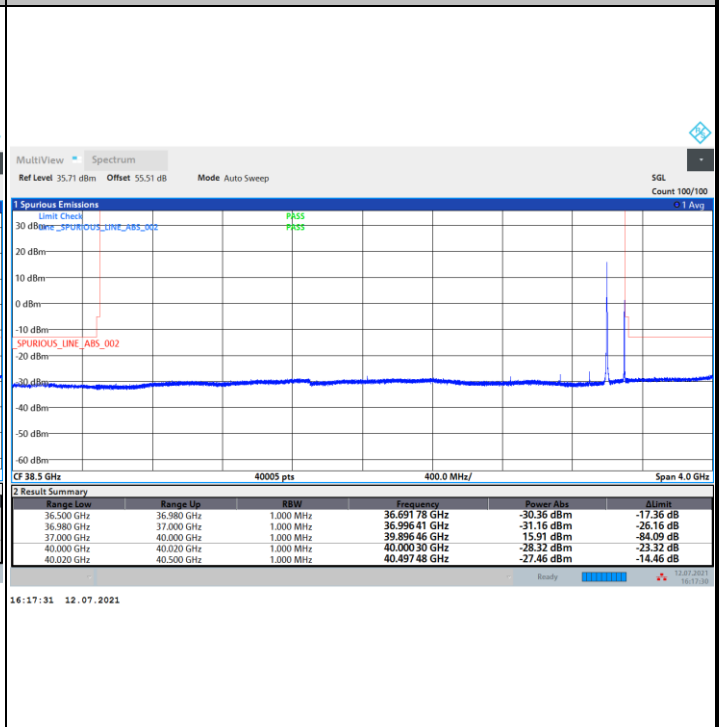 MultiView Spectrum
Ref Level 35.71 dBm Offset 55.51 dB Mode Auto Sweep SGL
Count 100/100
1 Spurious Emissions 1 Avg
Limit Check PASS
30 dBm Line _SPURIOUS_LINE_ABS_002 PASS
20 dBm
10 dBm
0 dBm
-10 dBm
_SPURIOUS_LINE_ABS_002
-20 dBm
-30 dBm
-40 dBm
-50 dBm
-60 dBm
CF 38.5 GHz 40005 pts 400.0 MHz/ Span 4.0 GHz
2 Result Summary
Range Low Range Up RBW Frequency Power Abs ΔLimit
36.500 GHz 36.980 GHz 1.000 MHz 36.691 78 GHz -30.36 dBm -17.36 dB
36.980 GHz 37.000 GHz 1.000 MHz 36.996 41 GHz -31.16 dBm -26.16 dB
37.000 GHz 40.000 GHz 1.000 MHz 39.896 46 GHz 15.91 dBm -84.09 dB
40.000 GHz 40.020 GHz 1.000 MHz 40.000 30 GHz -28.32 dBm -23.32 dB
40.020 GHz 40.500 GHz 1.000 MHz 40.497 48 GHz -27.46 dBm -14.46 dB
Ready 12.07.2021
16:17:30
16:17:31 12.07.2021